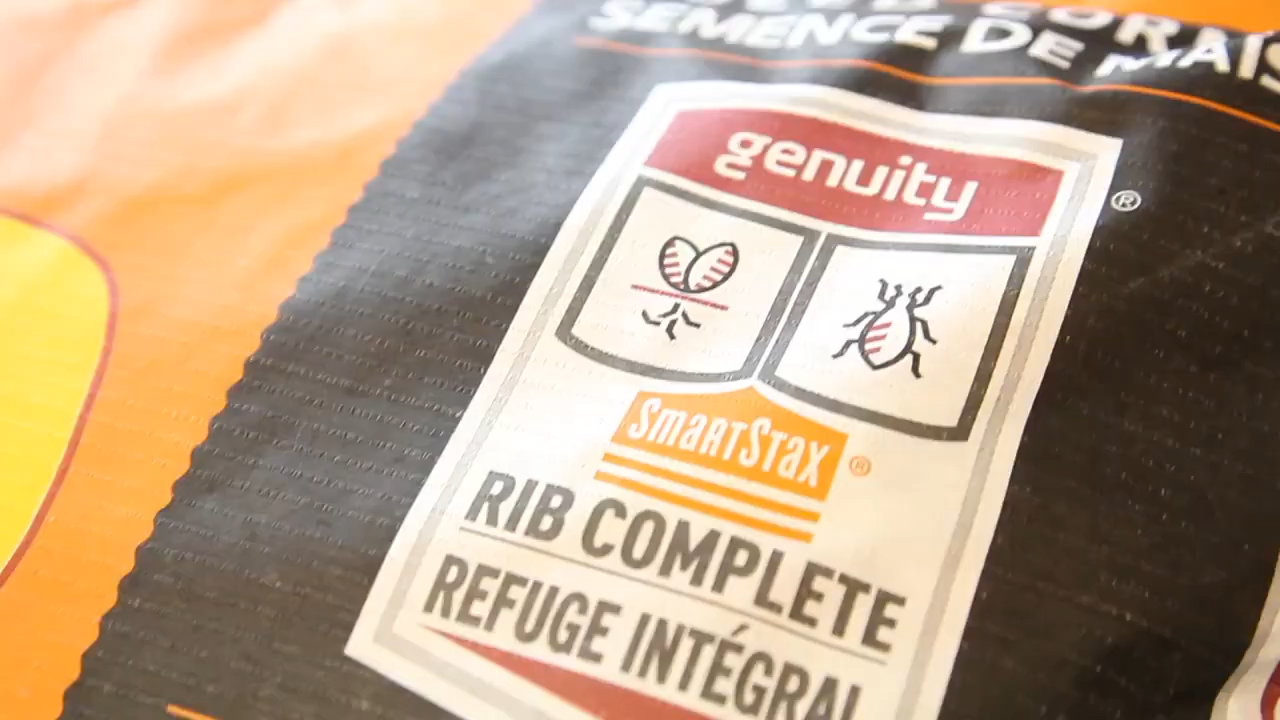 SEMENCE DE MAÏS
genuity
®
SmartStax ®
RIB COMPLETE
REFUGE INTÉGRAL